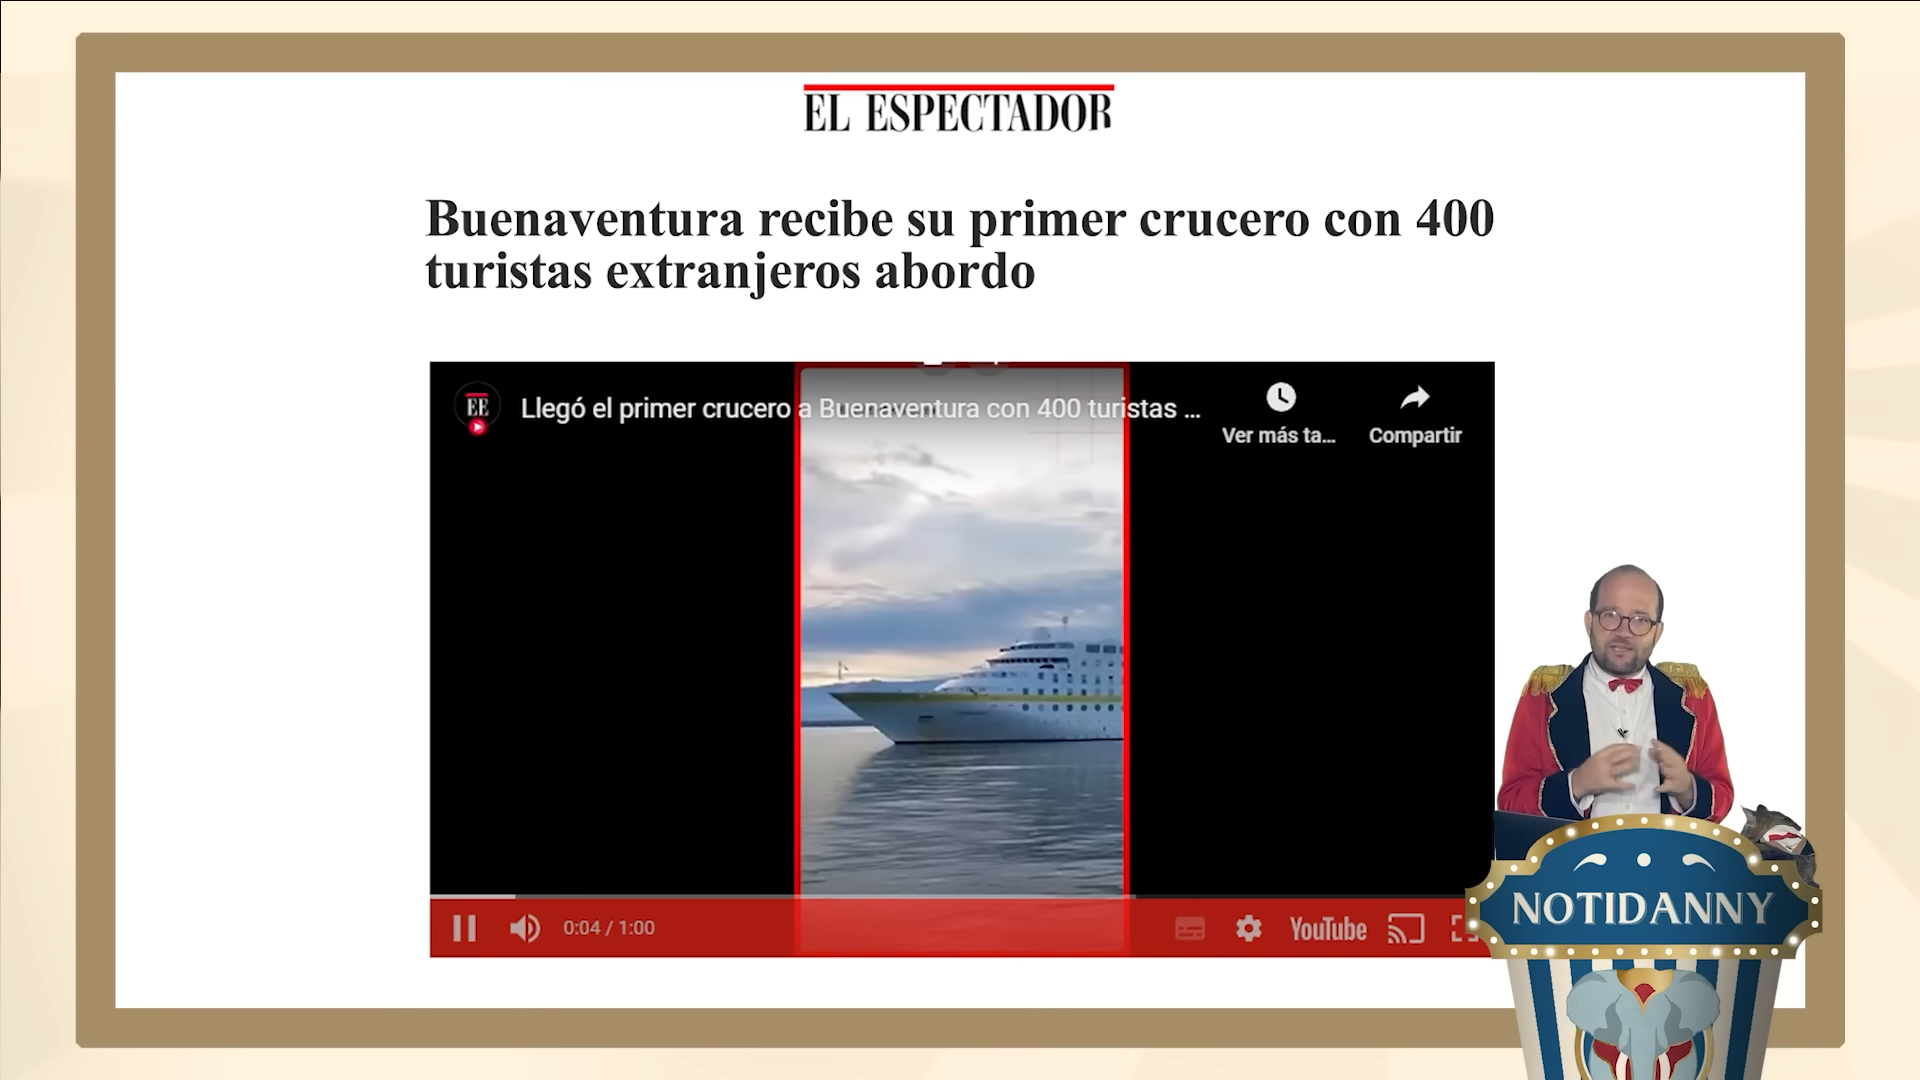 EL ESPECTADOR
Buenaventura recibe su primer crucero con 400
turistas extranjeros abordo
EE
Llegó el primer crucero a Buenaventura con 400 turistas ...
Ver más ta...
Compartir
0:04 / 1:00
YouTube
NOTIDANNY